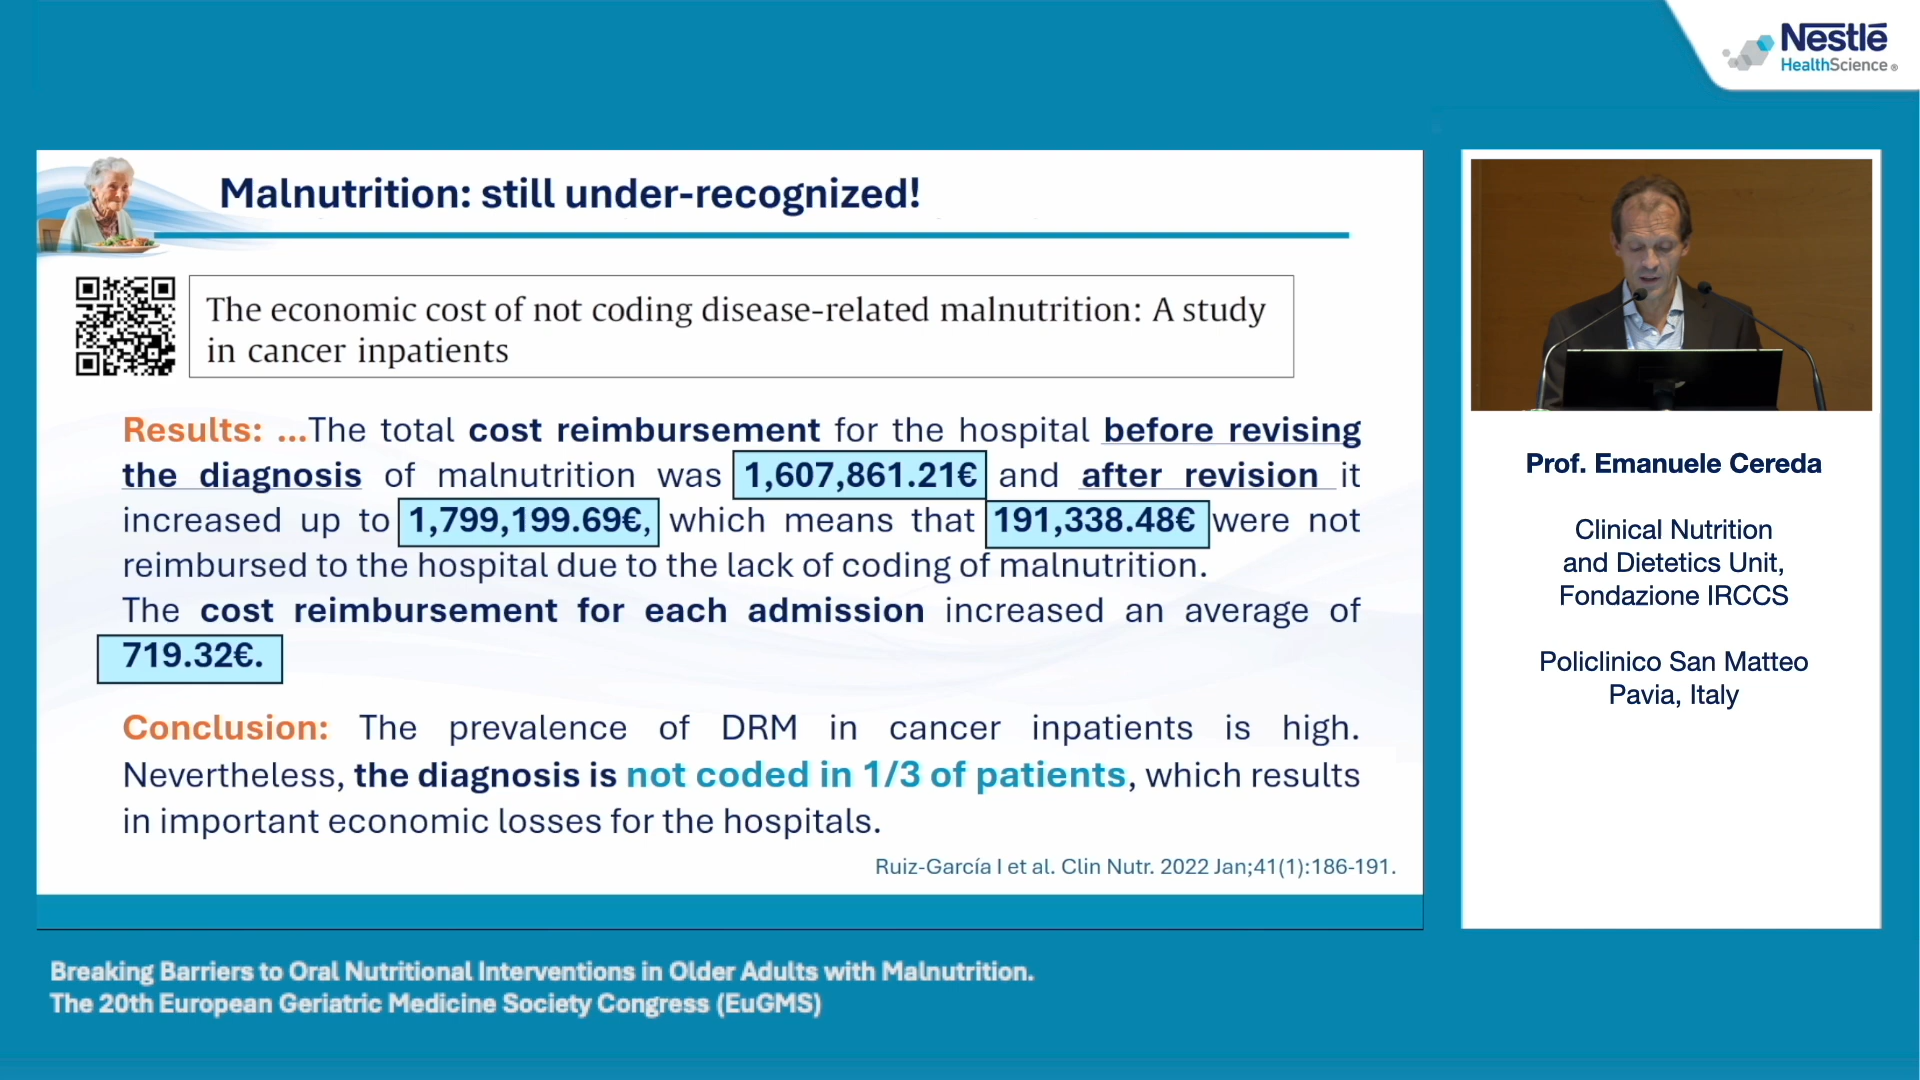 Nestlé
HealthScience®
Malnutrition: still under-recognized!
The economic cost of not coding disease-related malnutrition: A study
in cancer inpatients
Results: ...The total cost reimbursement for the hospital before revising
the diagnosis of malnutrition was 1,607,861.21€ and after revision it
increased up to 1,799,199.69€, which means that 191,338.48€ were not
reimbursed to the hospital due to the lack of coding of malnutrition.
The cost reimbursement for each admission increased an average of
719.32€.
Conclusion: The prevalence of DRM in cancer inpatients is high.
Nevertheless, the diagnosis is not coded in 1/3 of patients, which results
in important economic losses for the hospitals.
Ruiz-García I et al. Clin Nutr. 2022 Jan;41(1):186-191.
Prof. Emanuele Cereda
Clinical Nutrition
and Dietetics Unit,
Fondazione IRCCS
Policlinico San Matteo
Pavia, Italy
Breaking Barriers to Oral Nutritional Interventions in Older Adults with Malnutrition.
The 20th European Geriatric Medicine Society Congress (EuGMS)